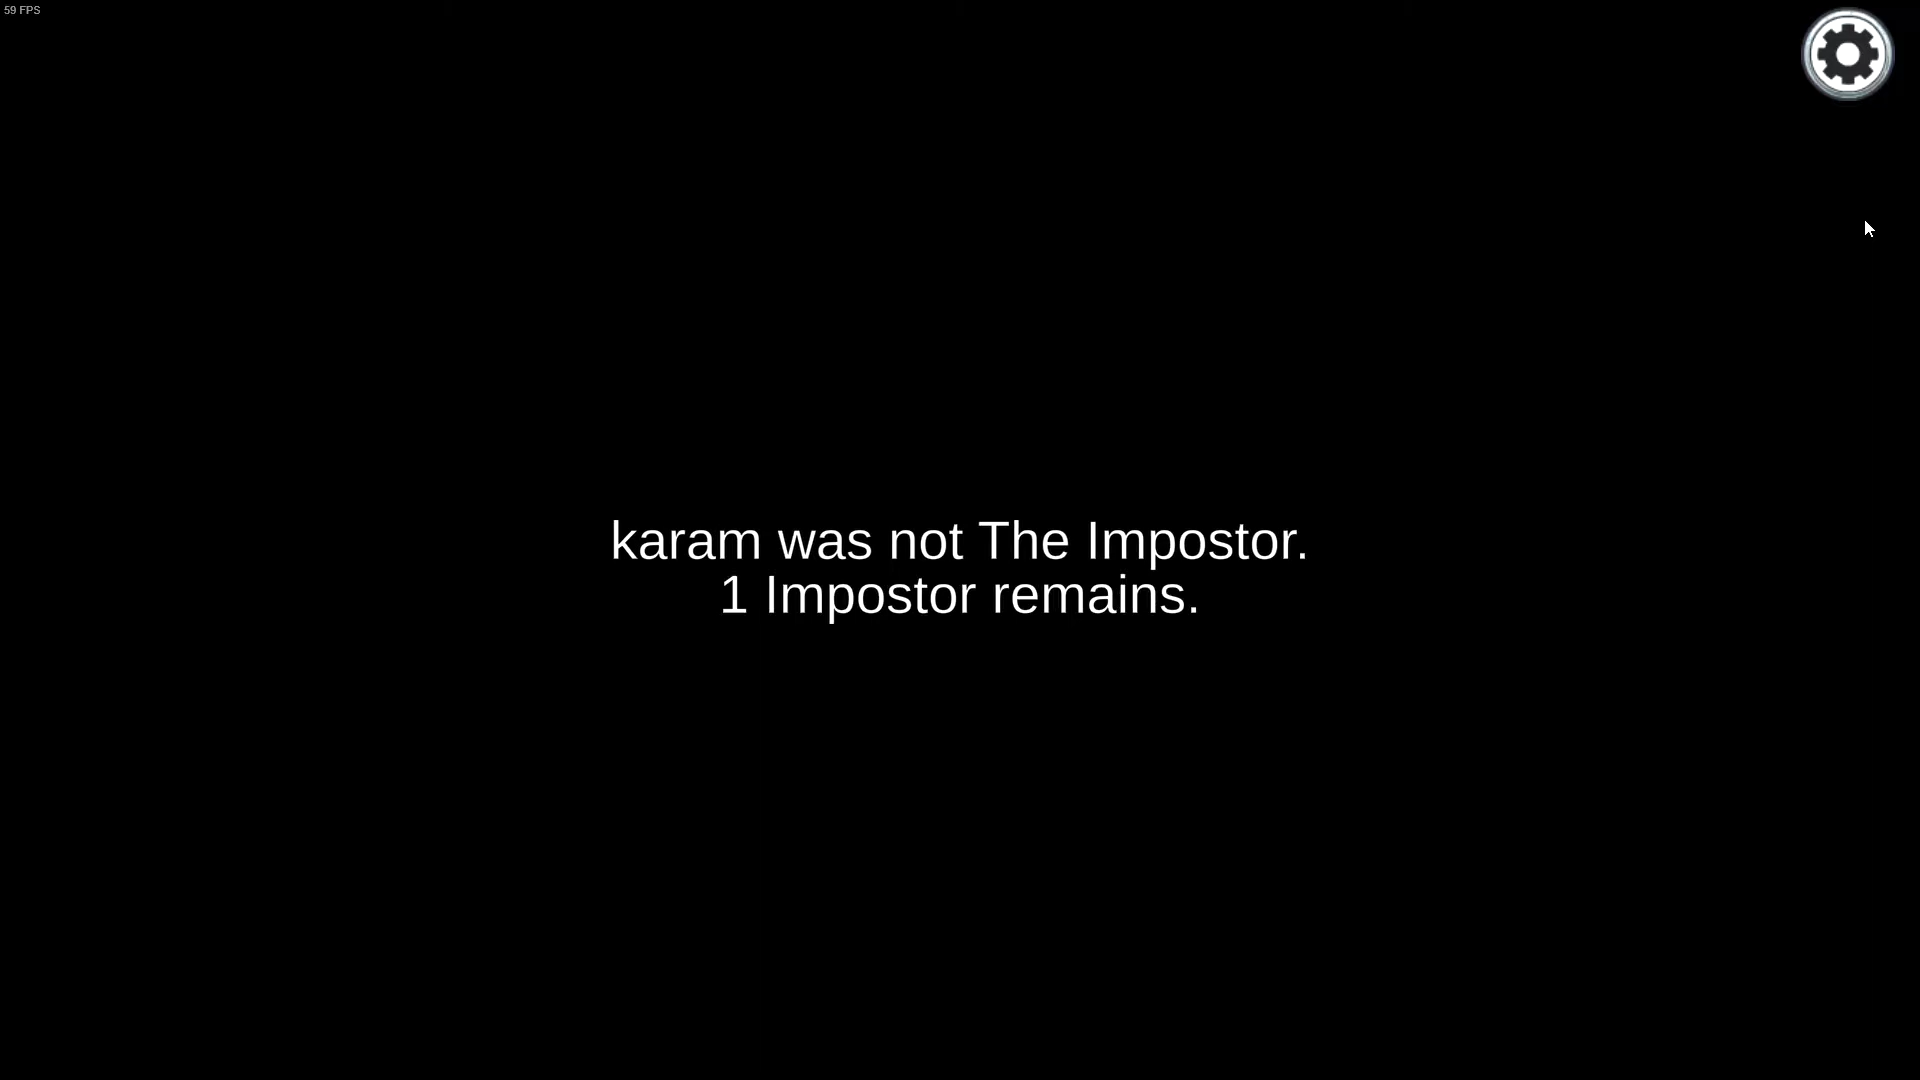 59 FPS
karam was not The Impostor.
1 Impostor remains.